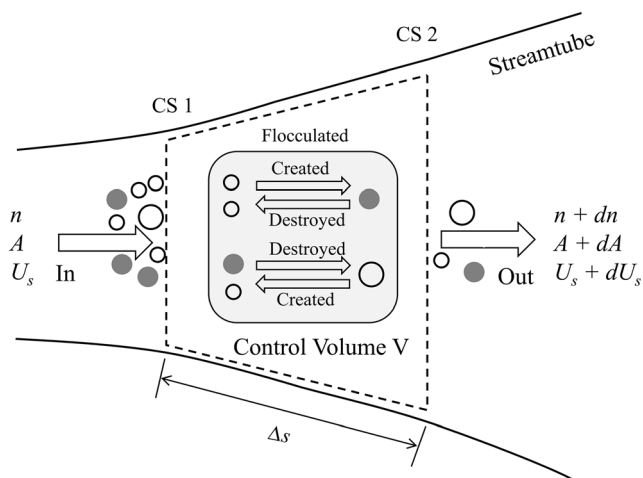 CS 2
Streamtube
CS 1
Flocculated
Created
Destroyed
Destroyed
Created
n
A
U_s
In
Out
n + dn
A + dA
U_s + dU_s
Control Volume V
Δs